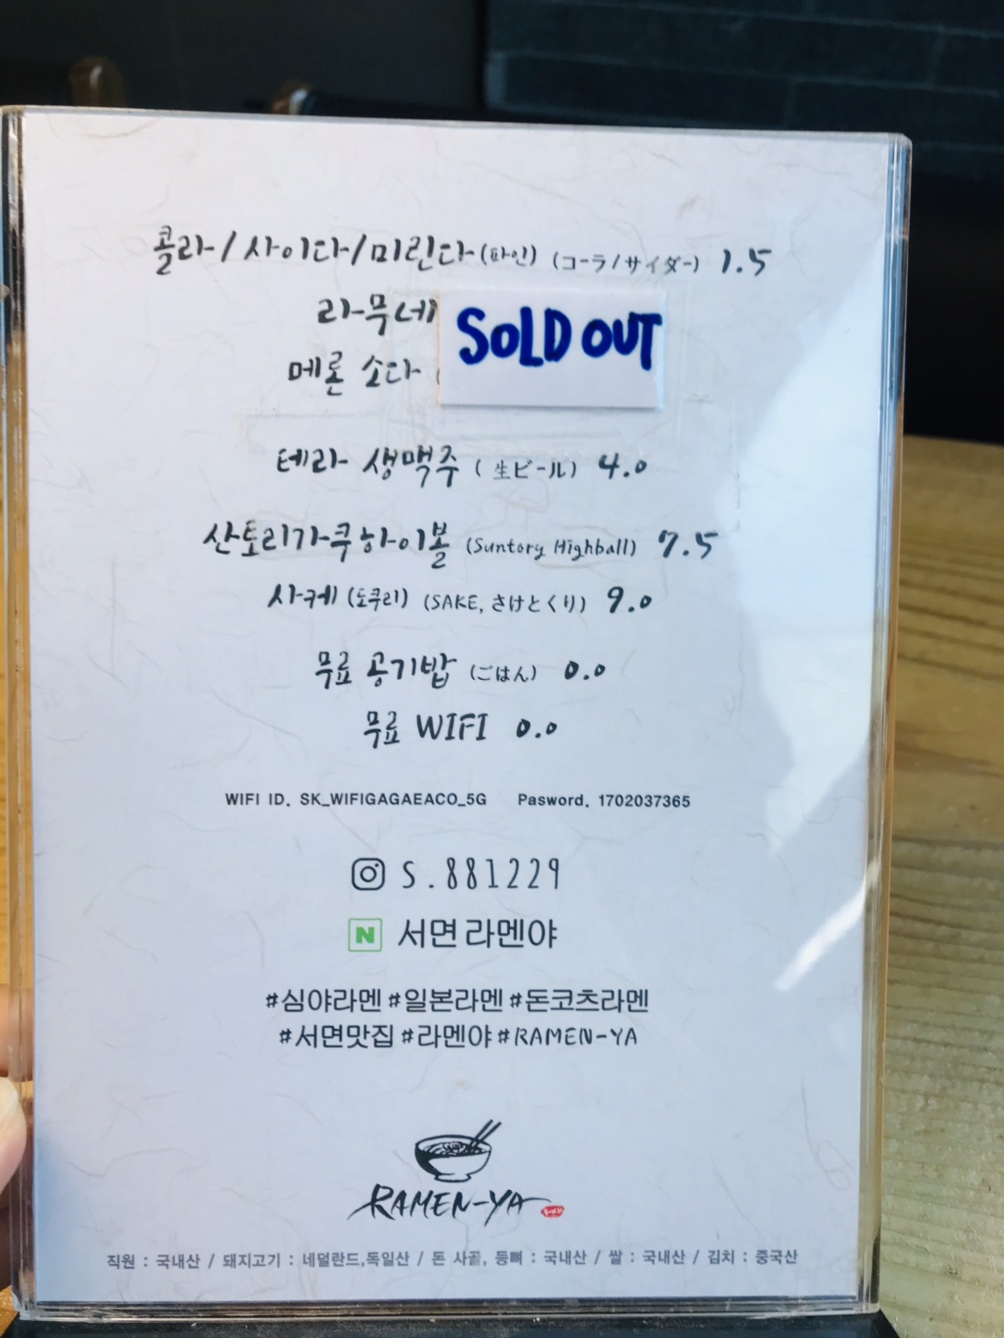 콜라/사이다/미린다(파인) (コーラ/サイダー) 1.5
라무네
메론 소다 (
SOLD OUT
테라 생맥주 ( 生ビール) 4.0
산토리가쿠하이볼 (Suntory Highball) 7.5
사케 (도쿠리) (SAKE, さけとくり) 9.0
무료 공기밥 (ごはん) 0.0
무료 WIFI 0.0
WIFI ID. SK_WIFIGAGAEACO_5G Pasword. 1702037365
S.881229
N 서면 라멘야
#심야라멘 #일본라멘 #돈코츠라멘
#서면맛집 #라멘야 #RAMEN-YA
RAMEN-YA
직원 : 국내산 / 돼지고기 : 네덜란드,독일산 / 돈 사골, 등뼈 : 국내산 / 쌀 : 국내산 / 김치 : 중국산